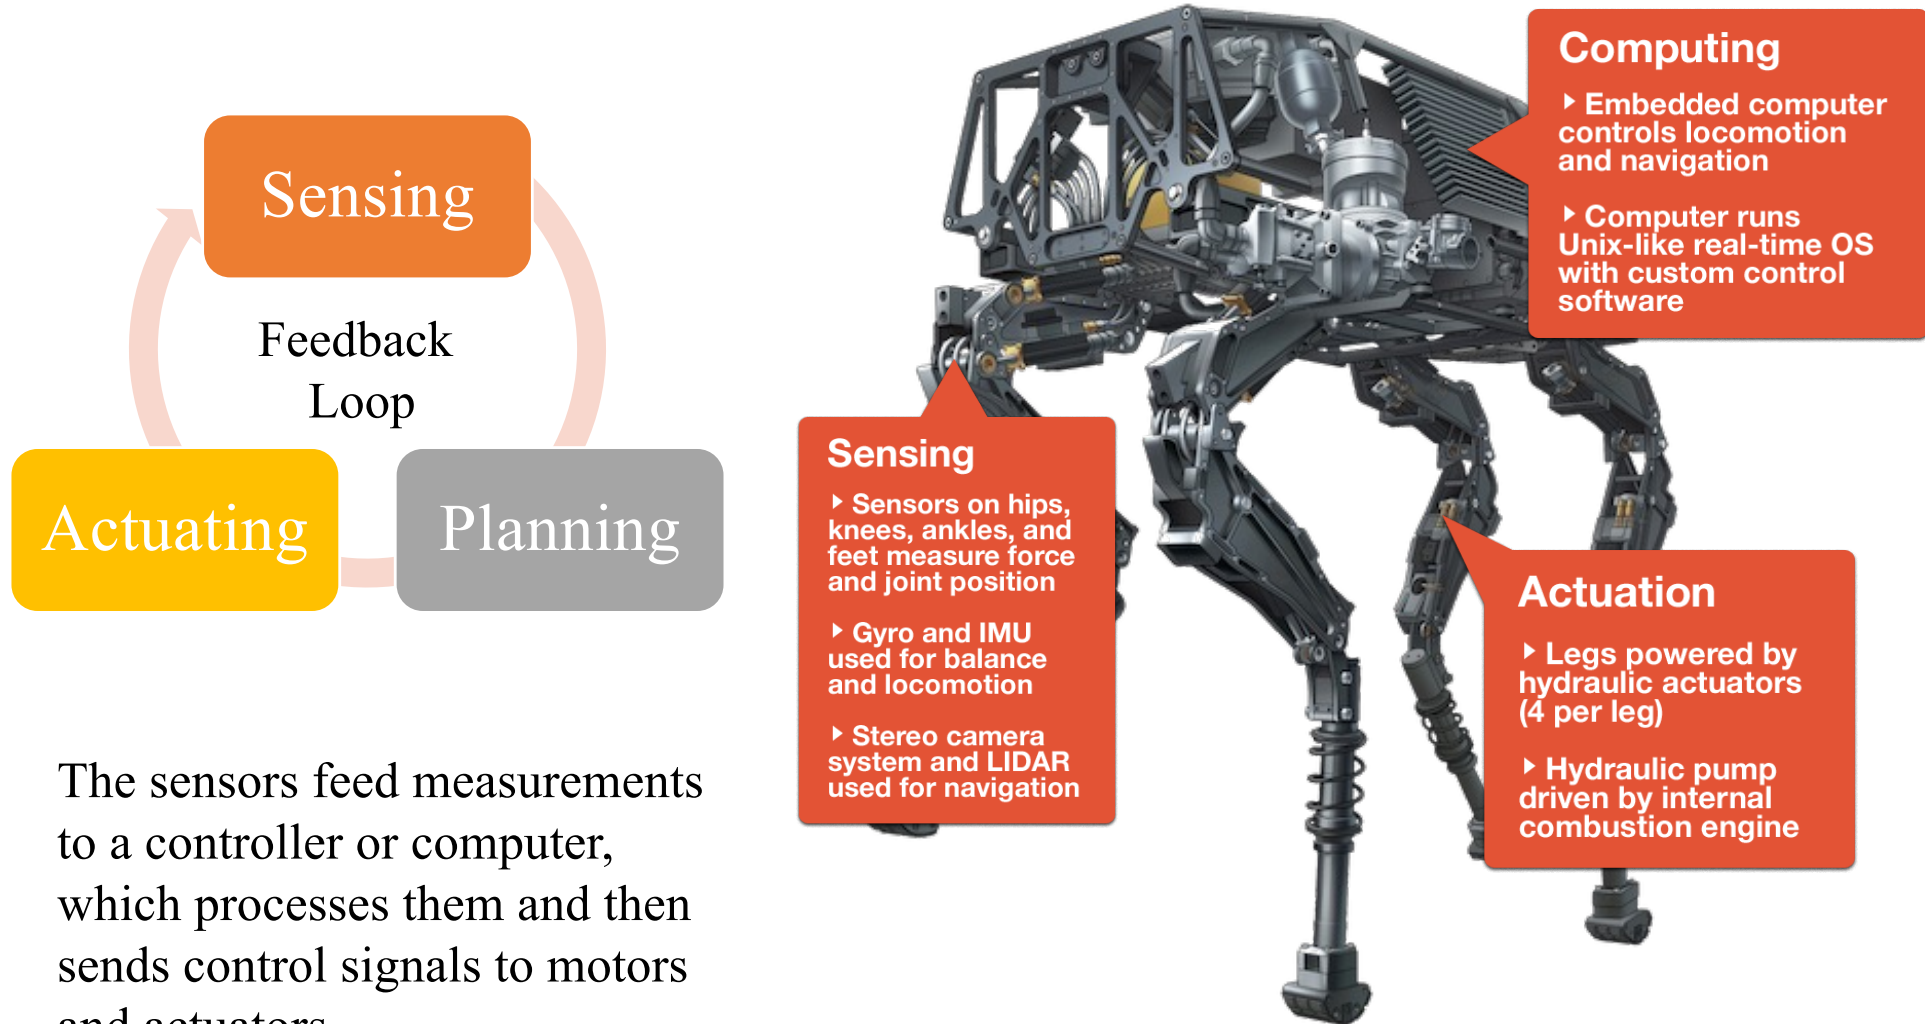 Sensing
Feedback
Loop
Actuating
Planning
The sensors feed measurements
to a controller or computer,
which processes them and then
sends control signals to motors
and actuators
Computing
Embedded computer
controls locomotion
and navigation
Computer runs
Unix-like real-time OS
with custom control
software
Sensing
Sensors on hips,
knees, ankles, and
feet measure force
and joint position
Gyro and IMU
used for balance
and locomotion
Stereo camera
system and LIDAR
used for navigation
Actuation
Legs powered by
hydraulic actuators
(4 per leg)
Hydraulic pump
driven by internal
combustion engine